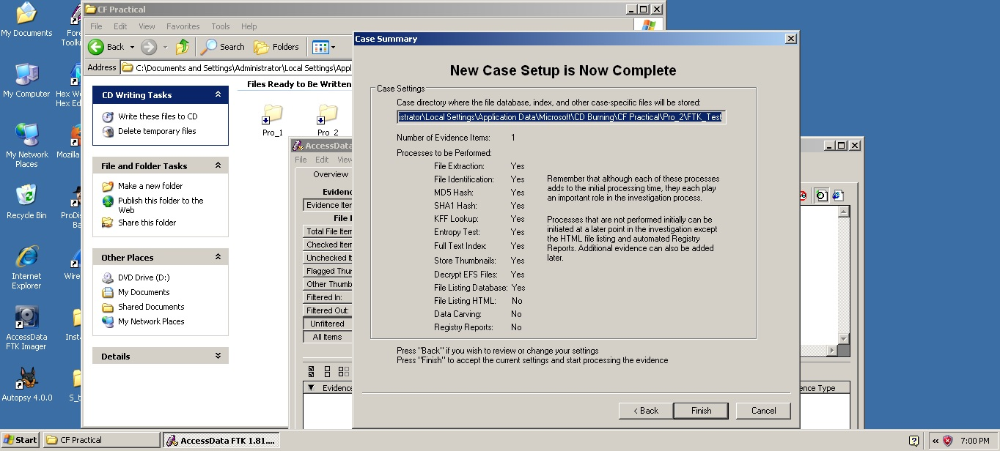 My Documents
Fore
Toolki
My Computer
Hex W
Hex Ed
My Network
Places
Mozilla
Recycle Bin
ProDis
Ba
Internet
Explorer
Wire
AccessData
FTK Imager
Insta
Autopsy 4.0.0
S_t
CF Practical
File Edit View Favorites Tools Help
Back Search Folders
Address C:\Documents and Settings\Administrator\Local Settings\Appl
CD Writing Tasks
Write these files to CD
Delete temporary files
File and Folder Tasks
Make a new folder
Publish this folder to the
Web
Share this folder
Other Places
DVD Drive (D:)
My Documents
Shared Documents
My Network Places
Details
Files Ready to Be Written
Pro_1 Pro_2
AccessData
File Edit View
Overview
Evidenc
Evidence Iter
File I
Total File Item
Checked Item
Unchecked It
Flagged Thur
Other Thumb
Filtered In:
Filtered Out:
Unfiltered
All Items
Evidence
ence Type
Case Summary
New Case Setup is Now Complete
Case Settings
Case directory where the file database, index, and other case-specific files will be stored:
istrator\Local Settings\Application Data\Microsoft\CD Burning\CF Practical\Pro_2\FTK_Test
Number of Evidence Items: 1
Processes to be Performed:
File Extraction: Yes
File Identification: Yes
MD5 Hash: Yes
SHA1 Hash: Yes
KFF Lookup: Yes
Entropy Test: Yes
Full Text Index: Yes
Store Thumbnails: Yes
Decrypt EFS Files: Yes
File Listing Database: Yes
File Listing HTML: No
Data Carving: No
Registry Reports: No
Remember that although each of these processes
adds to the initial processing time, they each play
an important role in the investigation process.
Processes that are not performed initially can be
initiated at a later point in the investigation except
the HTML file listing and automated Registry
Reports. Additional evidence can also be added
later.
Press "Back" if you wish to review or change your settings
Press "Finish" to accept the current settings and start processing the evidence
< Back Finish Cancel
Start CF Practical AccessData FTK 1.81.... 7:00 PM